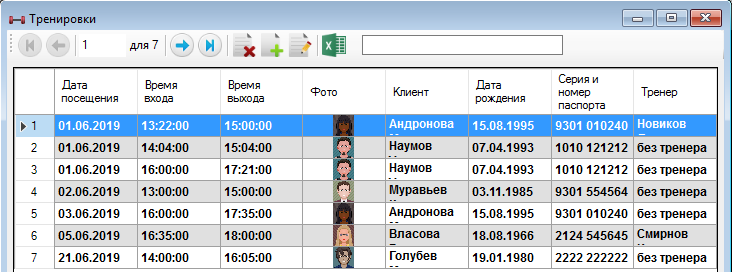 Тренировки
1 для 7
Дата посещения Время входа Время выхода Фото Клиент Дата рождения Серия и номер паспорта Тренер
1 01.06.2019 13:22:00 15:00:00 Андронова 15.08.1995 9301 010240 Новиков
2 01.06.2019 14:04:00 15:04:00 Наумов 07.04.1993 1010 121212 без тренера
3 01.06.2019 16:00:00 17:21:00 Наумов 07.04.1993 1010 121212 без тренера
4 02.06.2019 13:00:00 15:00:00 Муравьев 03.11.1985 9301 554564 без тренера
5 03.06.2019 16:00:00 17:35:00 Андронова 15.08.1995 9301 010240 без тренера
6 05.06.2019 16:35:00 18:00:00 Власова 18.08.1966 2124 545645 Смирнов
7 21.06.2019 14:00:00 16:05:00 Голубев 19.01.1980 2222 222222 без тренера